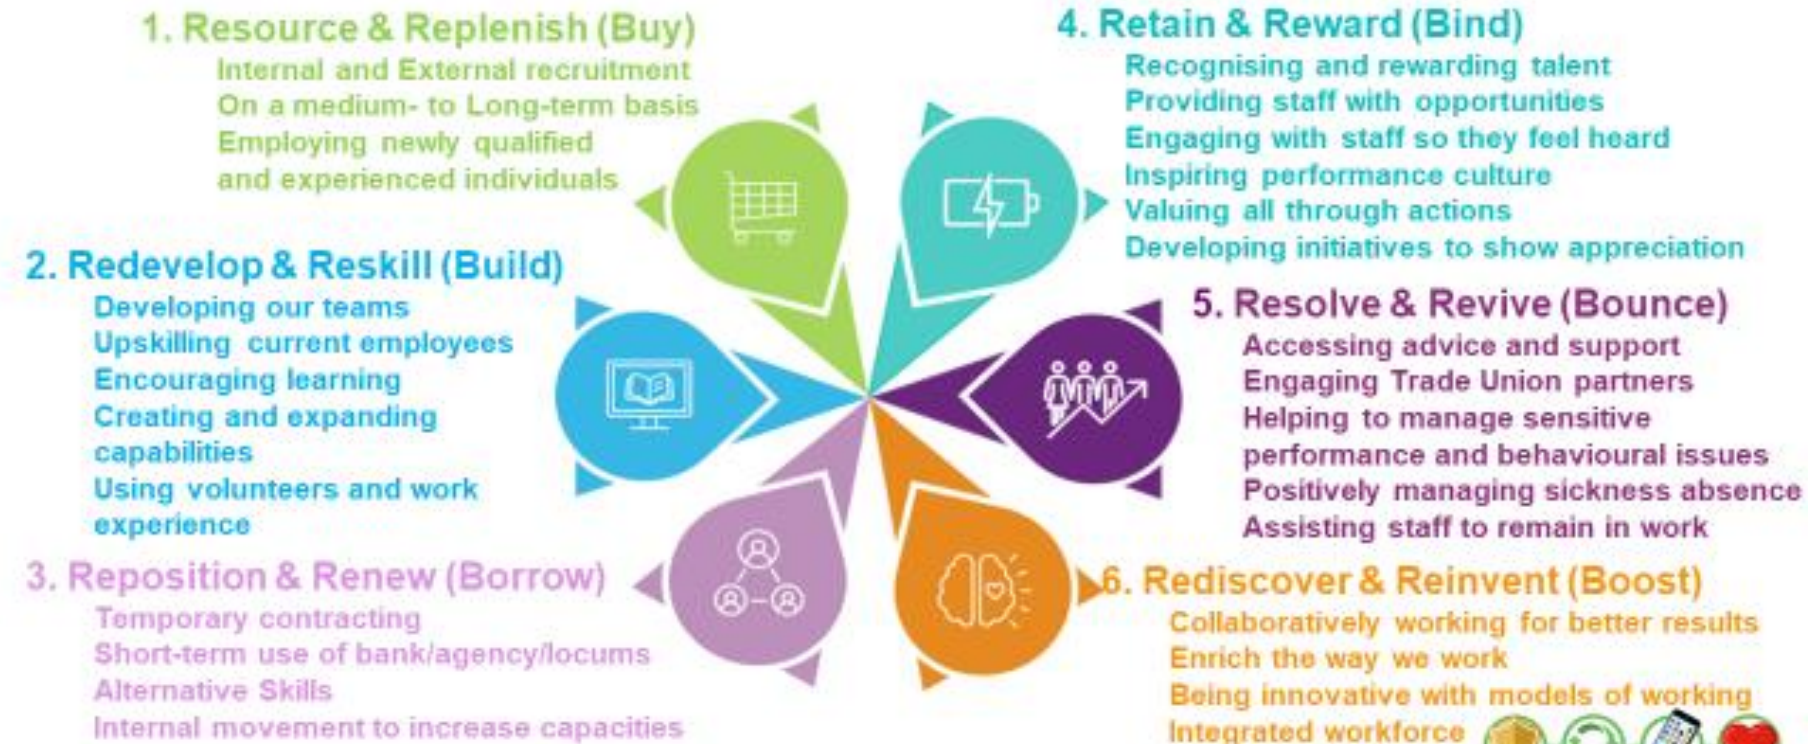 1. Resource & Replenish (Buy)
Internal and External recruitment
On a medium- to Long-term basis
Employing newly qualified
and experienced individuals
2. Redevelop & Reskill (Build)
Developing our teams
Upskilling current employees
Encouraging learning
Creating and expanding
capabilities
Using volunteers and work
experience
3. Reposition & Renew (Borrow)
Temporary contracting
Short-term use of bank/agency/locums
Alternative Skills
Internal movement to increase capacities
4. Retain & Reward (Bind)
Recognising and rewarding talent
Providing staff with opportunities
Engaging with staff so they feel heard
Inspiring performance culture
Valuing all through actions
Developing initiatives to show appreciation
5. Resolve & Revive (Bounce)
Accessing advice and support
Engaging Trade Union partners
Helping to manage sensitive
performance and behavioural issues
Positively managing sickness absence
Assisting staff to remain in work
6. Rediscover & Reinvent (Boost)
Collaboratively working for better results
Enrich the way we work
Being innovative with models of working
Integrated workforce